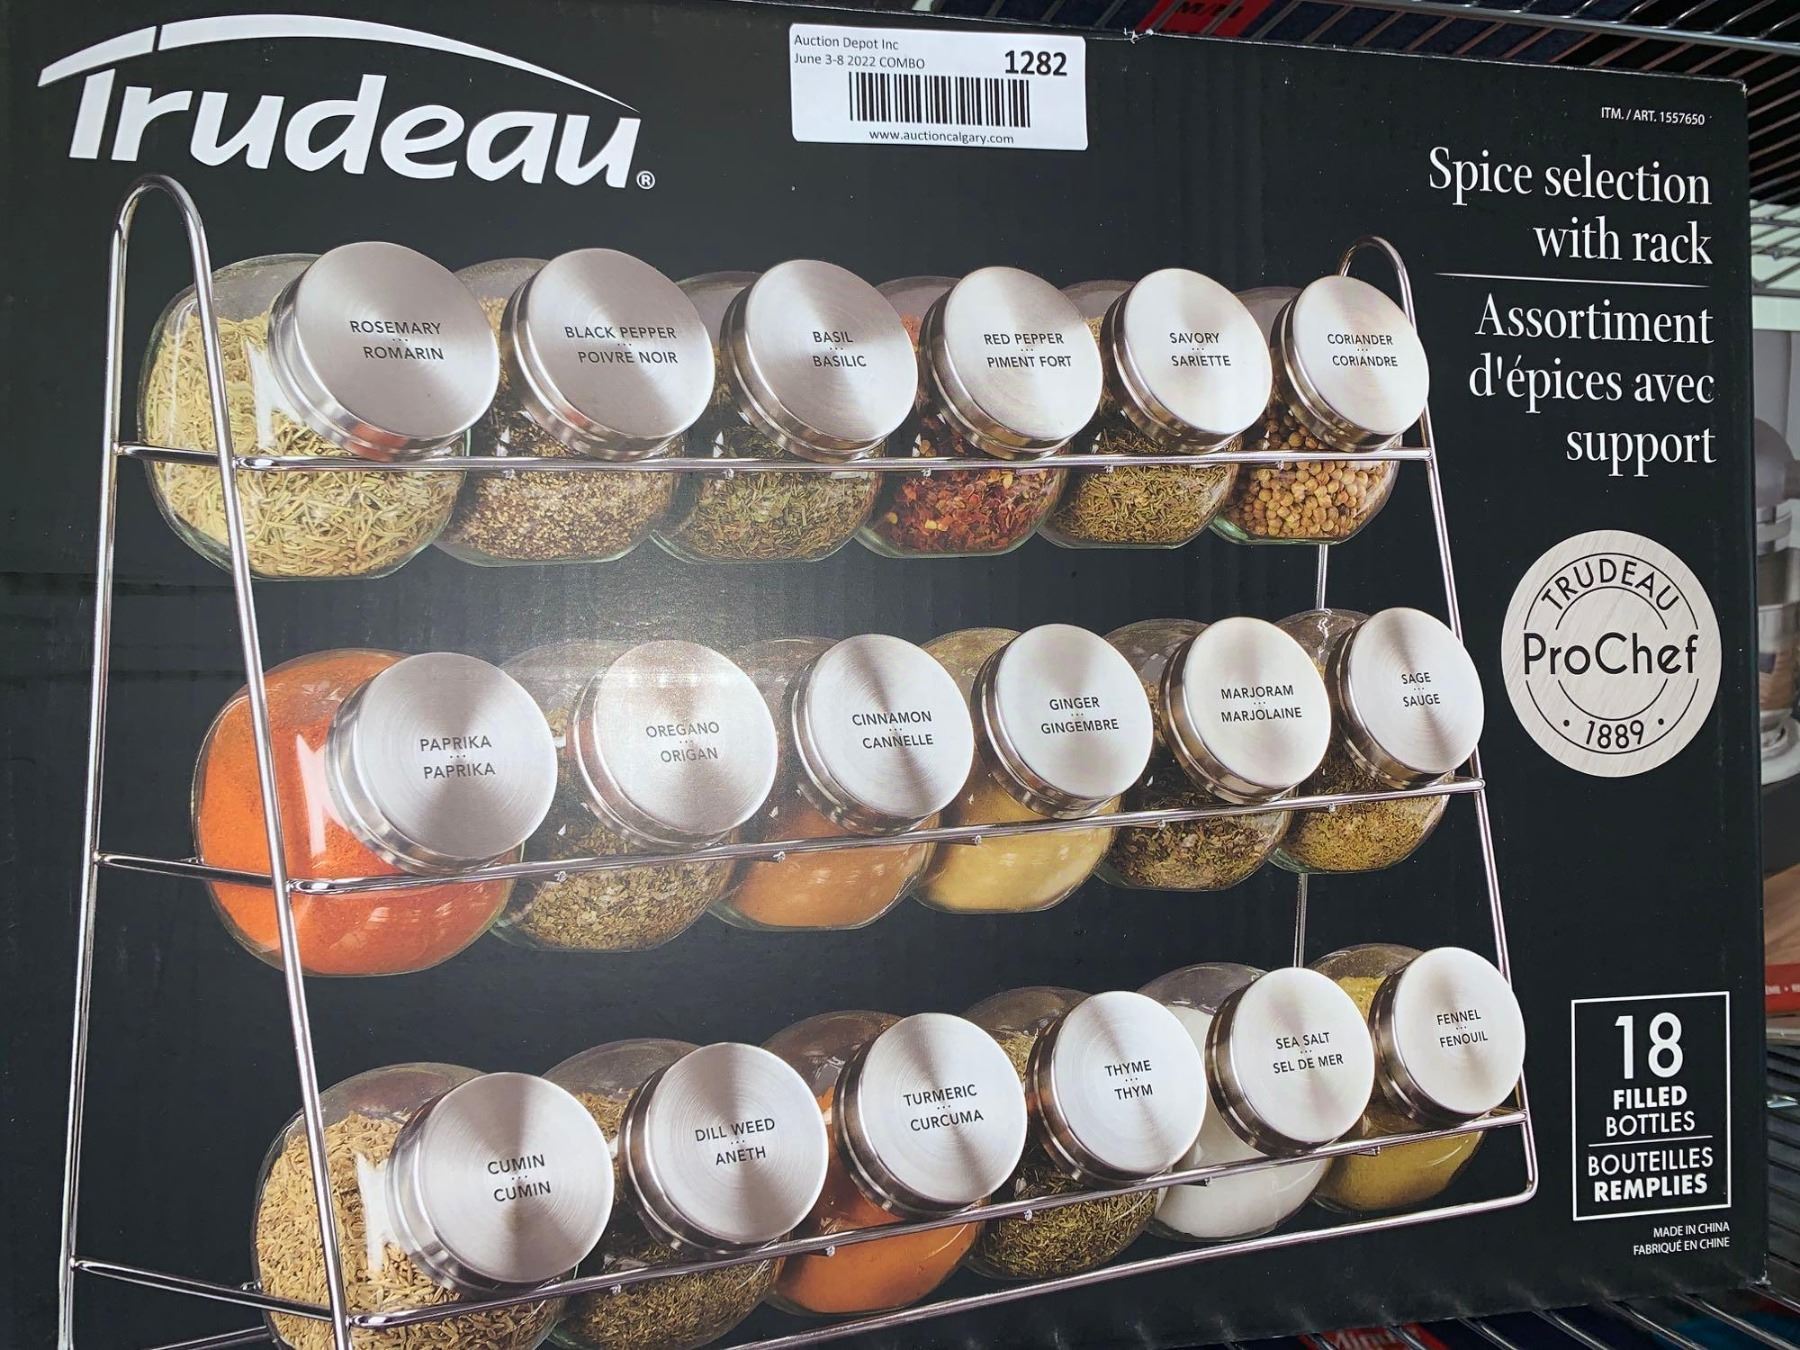 Trudeau®
Auction Depot Inc
June 3-8 2022 COMBO
1282
www.auctioncalgary.com
ITM. / ART. 1557650
Spice selection
with rack
Assortiment
d'épices avec
support
ROSEMARY
ROMARIN
BLACK PEPPER
POIVRE NOIR
BASIL
BASILIC
RED PEPPER
PIMENT FORT
SAVORY
SARIETTE
CORIANDER
CORIANDRE
TRUDEAU
ProChef
• 1889 •
PAPRIKA
PAPRIKA
OREGANO
ORIGAN
CINNAMON
CANNELLE
GINGER
GINGEMBRE
MARJORAM
MARJOLAINE
SAGE
SAUGE
CUMIN
CUMIN
DILL WEED
ANETH
TURMERIC
CURCUMA
THYME
THYM
SEA SALT
SEL DE MER
FENNEL
FENOUIL
18
FILLED
BOTTLES
BOUTEILLES
REMPLIES
MADE IN CHINA
FABRIQUÉ EN CHINE